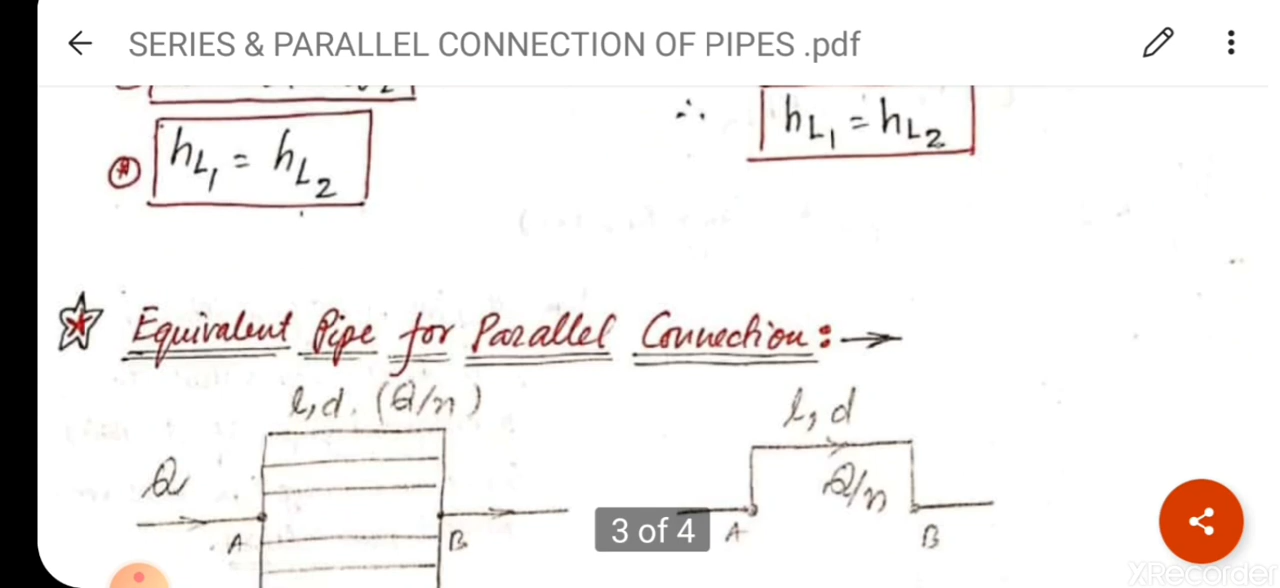 SERIES & PARALLEL CONNECTION OF PIPES .pdf
hL1 = hL2
∴ hL1 = hL2
Equivalent Pipe for Parallel Connection :→
l, d. (Q/n)
l, d
Q
Q/n
A
B
3 of 4
A
B
XRecorder